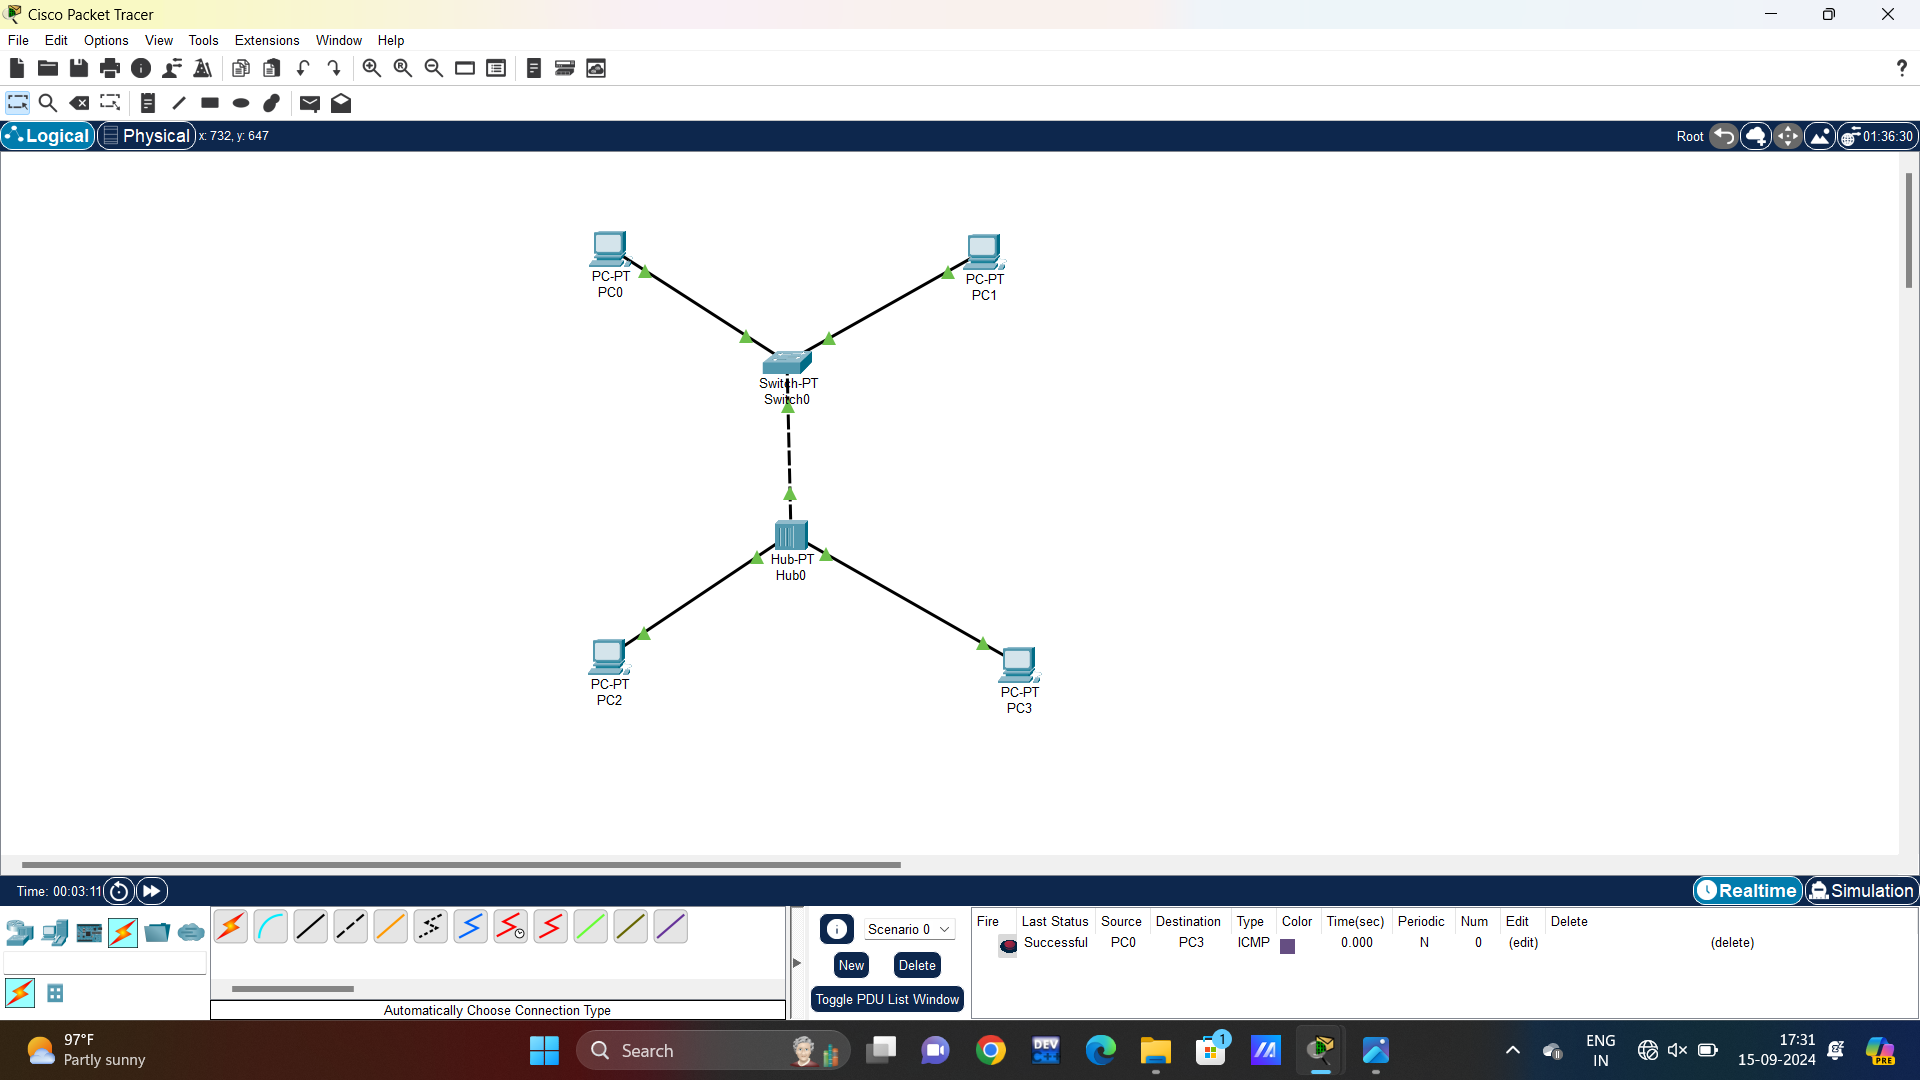 Cisco Packet Tracer
File Edit Options View Tools Extensions Window Help
?
Logical Physical x: 732, y: 647 Root 01:36:30
PC-PT
PC0
PC-PT
PC1
Switch-PT
Switch0
Hub-PT
Hub0
PC-PT
PC2
PC-PT
PC3
Time: 00:03:11 Realtime Simulation
Scenario 0
New Delete
Toggle PDU List Window
Fire Last Status Source Destination Type Color Time(sec) Periodic Num Edit Delete
Successful PC0 PC3 ICMP 0.000 N 0 (edit) (delete)
Automatically Choose Connection Type
97°F
Partly sunny
Search
DEV
C++
1
ENG
IN
17:31
15-09-2024
PRE